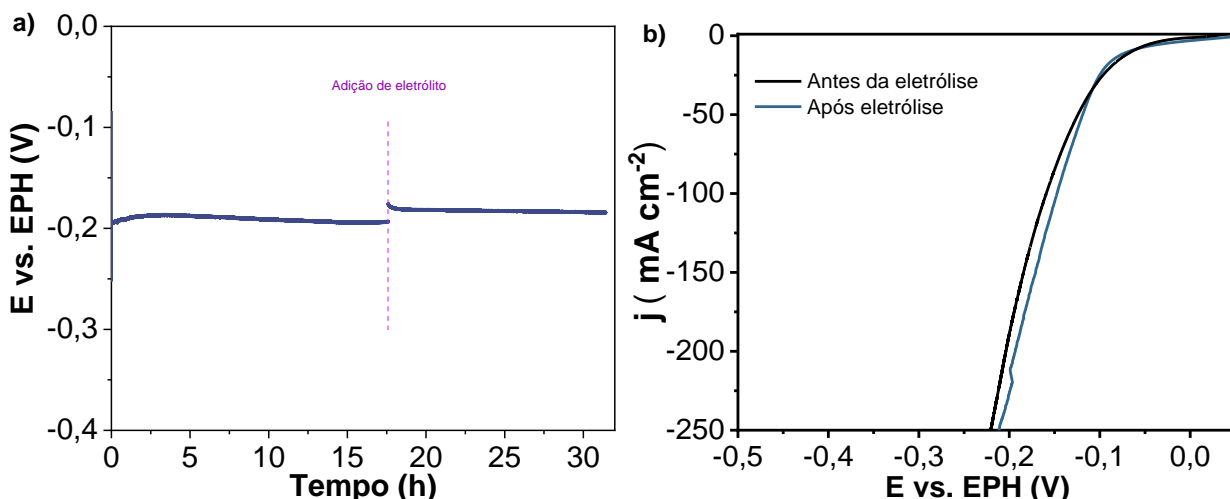 a)
0,0
-0,1
-0,2
-0,3
-0,4
E vs. EPH (V)
Adição de eletrólito
0 5 10 15 20 25 30
Tempo (h)
b)
0
-50
-100
-150
-200
-250
j ( mA cm-2)
Antes da eletrólise
Após eletrólise
-0,5 -0,4 -0,3 -0,2 -0,1 0,0
E vs. EPH (V)